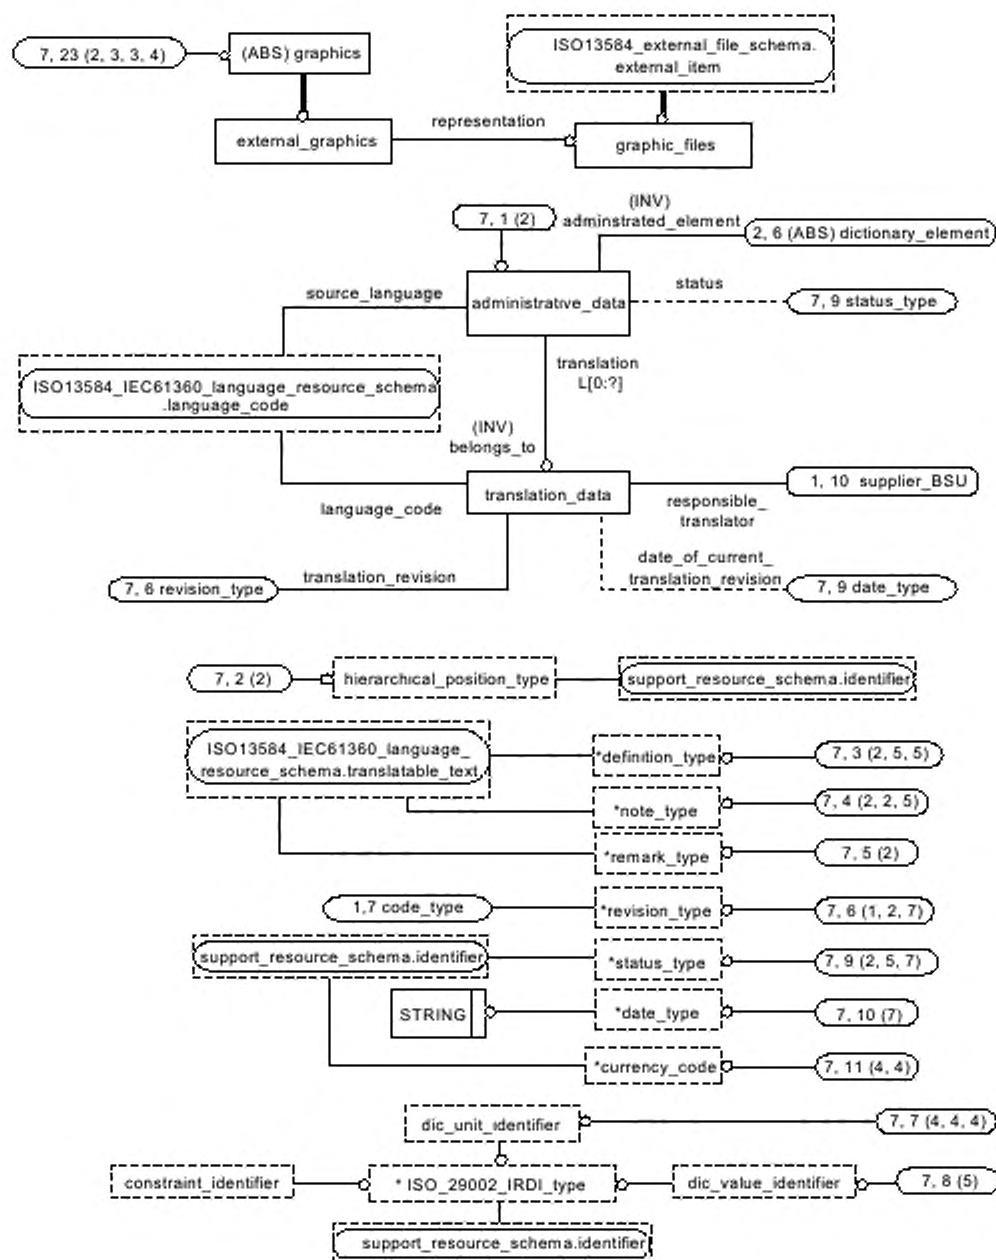 7, 23 (2, 3, 3, 4)
(ABS) graphics
ISO13584_external_file_schema.
external_item
external_graphics
representation
graphic_files
7, 1 (2)
(INV)
adminstrated_element
2, 6 (ABS) dictionary_element
source_language
administrative_data
status
7, 9 status_type
translation
L[0:?]
ISO13584_IEC61360_language_resource_schema
.language_code
(INV)
belongs_to
translation_data
1, 10 supplier_BSU
language_code
responsible_
translator
7, 6 revision_type
translation_revision
date_of_current_
translation_revision
7, 9 date_type
7, 2 (2)
hierarchical_position_type
support_resource_schema.identifier
ISO13584_IEC61360_language_
resource_schema.translatable_text
*definition_type
7, 3 (2, 5, 5)
*note_type
7, 4 (2, 2, 5)
*remark_type
7, 5 (2)
1,7 code_type
*revision_type
7, 6 (1, 2, 7)
support_resource_schema.identifier
*status_type
7, 9 (2, 5, 7)
STRING
*date_type
7, 10 (7)
*currency_code
7, 11 (4, 4)
dic_unit_identifier
7, 7 (4, 4, 4)
constraint_identifier
* ISO_29002_IRDI_type
dic_value_identifier
7, 8 (5)
support_resource_schema.identifier